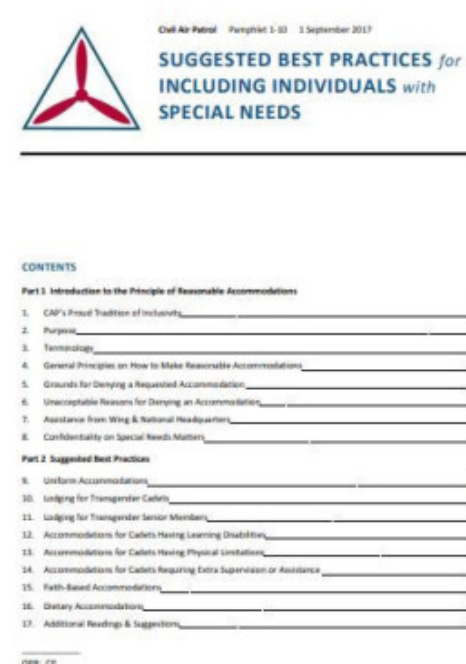 Civil Air Patrol Pamphlet 1-10 1 September 2017
SUGGESTED BEST PRACTICES for
INCLUDING INDIVIDUALS with
SPECIAL NEEDS
CONTENTS
Part 1 Introduction to the Principle of Reasonable Accommodations
1. CAP's Proud Tradition of Inclusivity
2. Purpose
3. Terminology
4. General Principles on How to Make Reasonable Accommodations
5. Grounds for Denying a Requested Accommodation
6. Unacceptable Reasons for Denying an Accommodation
7. Assistance from Wing & National Headquarters
8. Confidentiality on Special Needs Matters
Part 2 Suggested Best Practices
9. Uniform Accommodations
10. Lodging for Transgender Cadets
11. Lodging for Transgender Senior Members
12. Accommodations for Cadets Having Learning Disabilities
13. Accommodations for Cadets Having Physical Limitations
14. Accommodations for Cadets Requiring Extra Supervision or Assistance
15. Faith-Based Accommodations
16. Dietary Accommodations
17. Additional Readings & Suggestions
OPR: CP